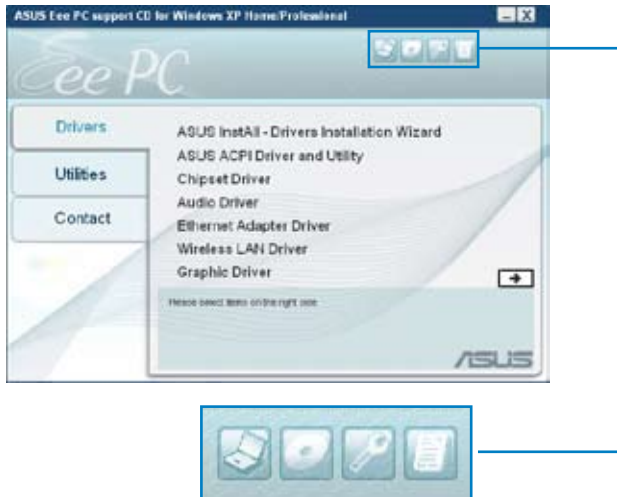 ASUS Eee PC support CD for Windows XP Home/Professional
Eee PC
Drivers
Utilities
Contact
ASUS InstAll - Drivers Installation Wizard
ASUS ACPI Driver and Utility
Chipset Driver
Audio Driver
Ethernet Adapter Driver
Wireless LAN Driver
Graphic Driver
Please select items on the right side
ASUS